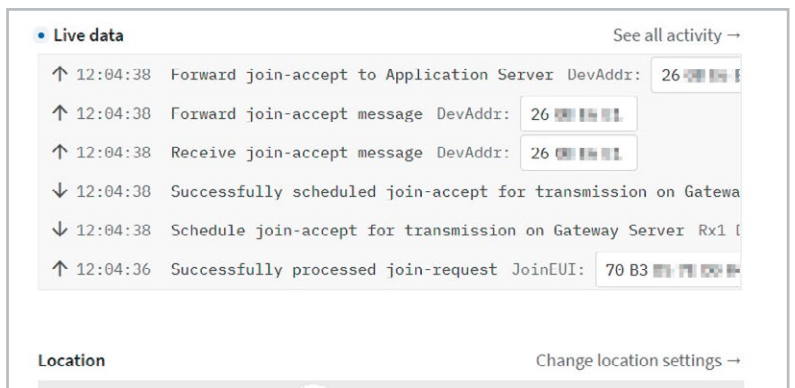 Live data See all activity →
↑ 12:04:38 Forward join-accept to Application Server DevAddr: 26
↑ 12:04:38 Forward join-accept message DevAddr: 26
↑ 12:04:38 Receive join-accept message DevAddr: 26
↓ 12:04:38 Successfully scheduled join-accept for transmission on Gatewa
↓ 12:04:38 Schedule join-accept for transmission on Gateway Server Rx1
↑ 12:04:36 Successfully processed join-request JoinEUI: 70 B3
Location Change location settings →